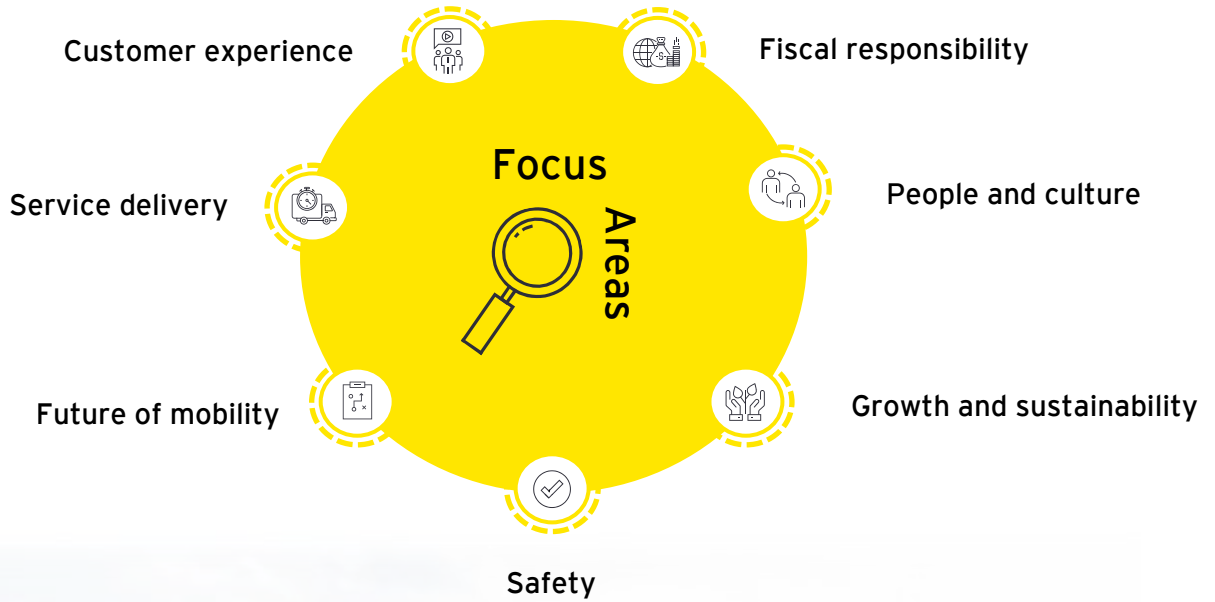 Customer experience
Fiscal responsibility
Focus
Areas
Service delivery
People and culture
Future of mobility
Growth and sustainability
Safety